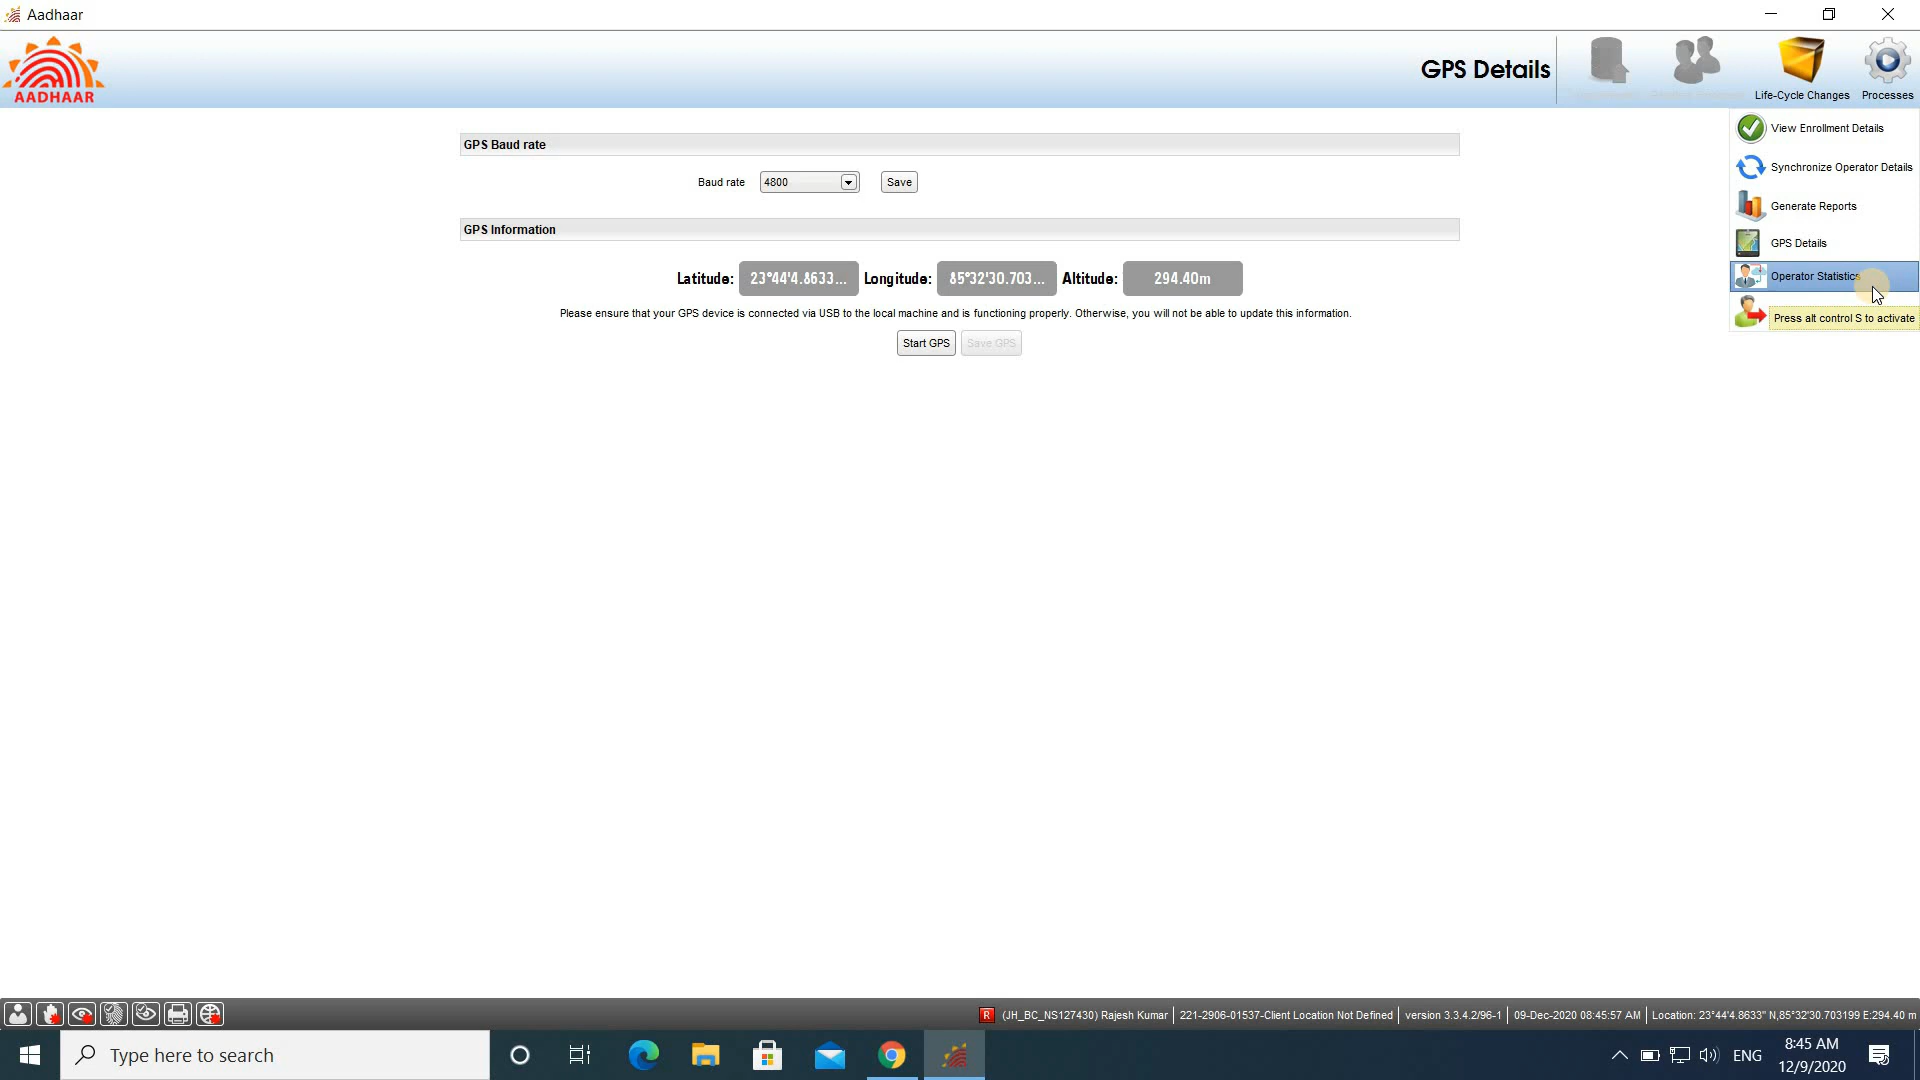 Aadhaar
AADHAAR
GPS Details
Life-Cycle Changes
Processes
View Enrollment Details
Synchronize Operator Details
Generate Reports
GPS Details
Operator Statistics
Press alt control S to activate
GPS Baud rate
Baud rate 4800 Save
GPS Information
Latitude: 23°44'4.8633... Longitude: 85°32'30.703... Altitude: 294.40m
Please ensure that your GPS device is connected via USB to the local machine and is functioning properly. Otherwise, you will not be able to update this information.
Start GPS Save GPS
R (JH_BC_NS127430) Rajesh Kumar 221-2906-01537-Client Location Not Defined version 3.3.4.2/96-1 09-Dec-2020 08:45:57 AM Location: 23°44'4.8633" N,85°32'30.703199 E:294.40 m
Type here to search
ENG
8:45 AM
12/9/2020